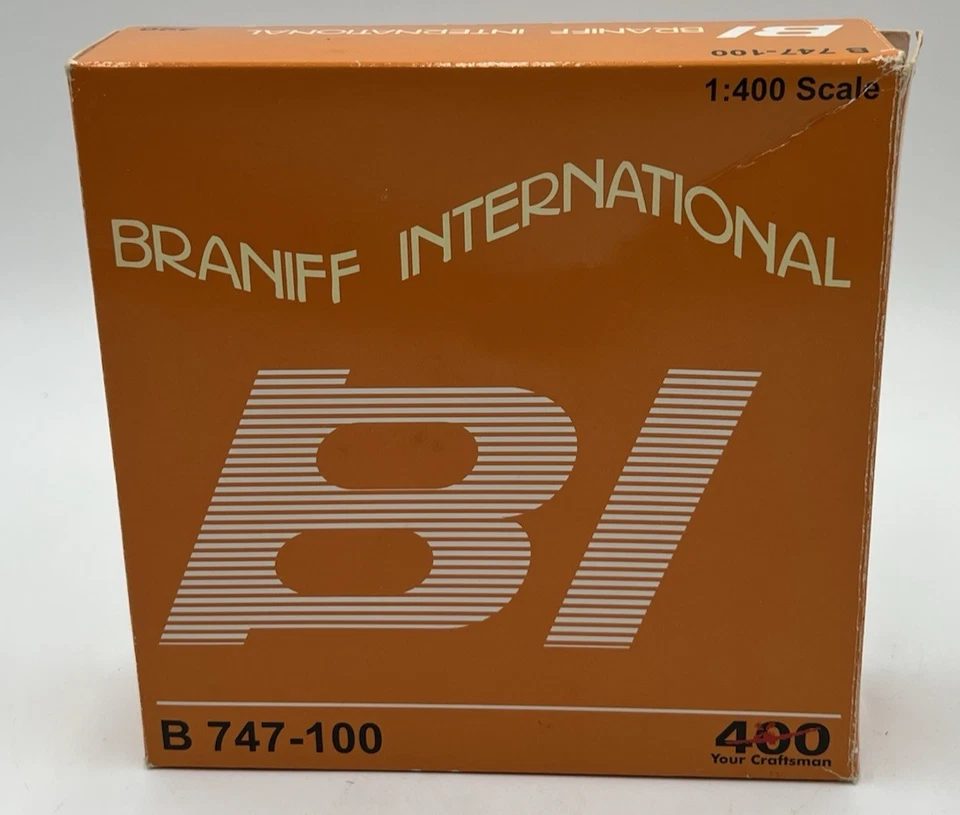 BI BRANIFF INTERNATIONAL
B 747-100
1:400 Scale
BRANIFF INTERNATIONAL
BI
B 747-100
400
Your Craftsman